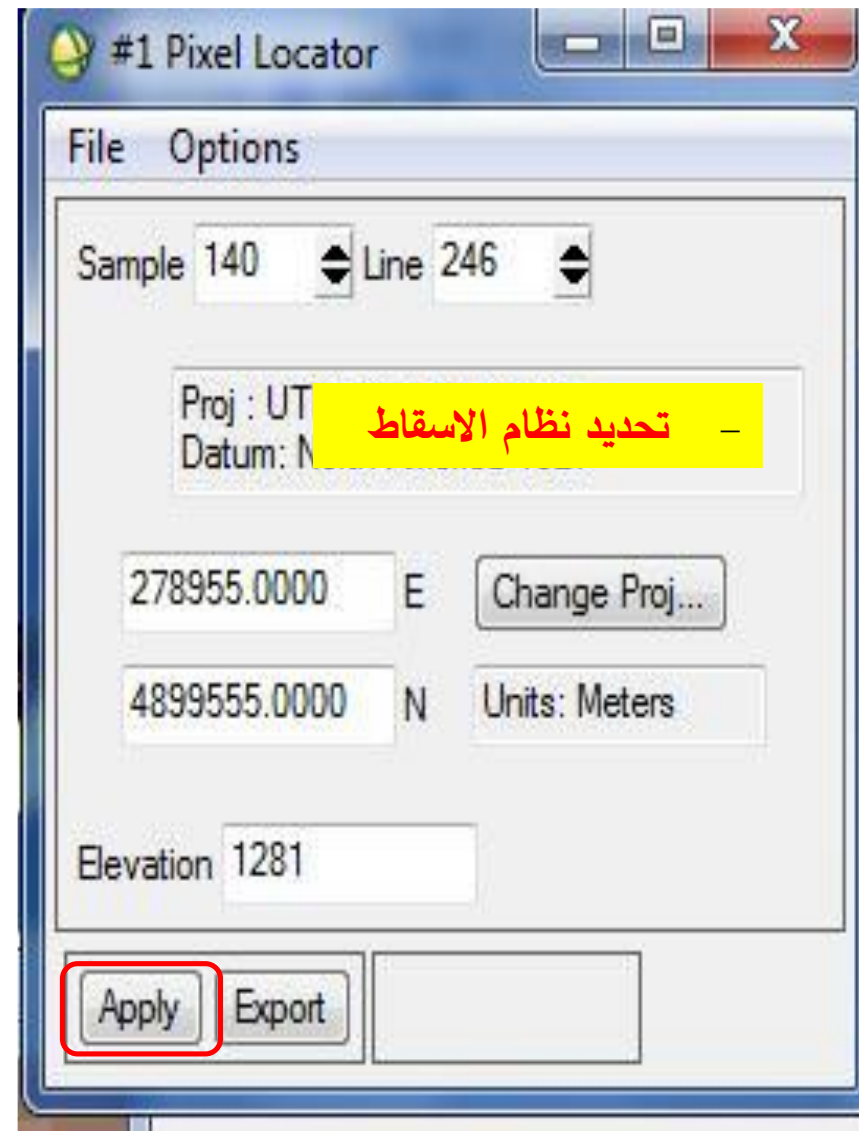 #1 Pixel Locator
File Options
Sample 140 Line 246
Proj : UT
Datum:
– تحديد نظام الاسقاط
278955.0000 E Change Proj...
4899555.0000 N Units: Meters
Elevation 1281
Apply Export